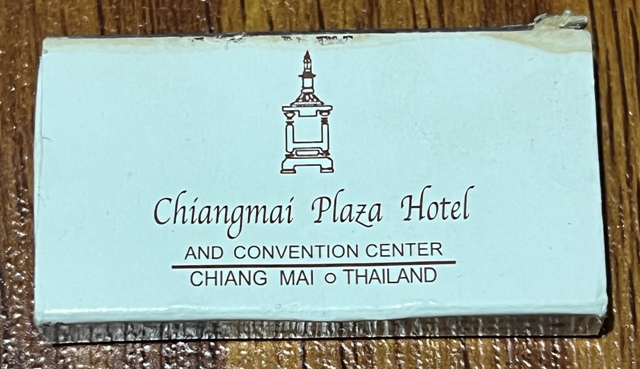 Chiangmai Plaza Hotel
AND CONVENTION CENTER
CHIANG MAI o THAILAND